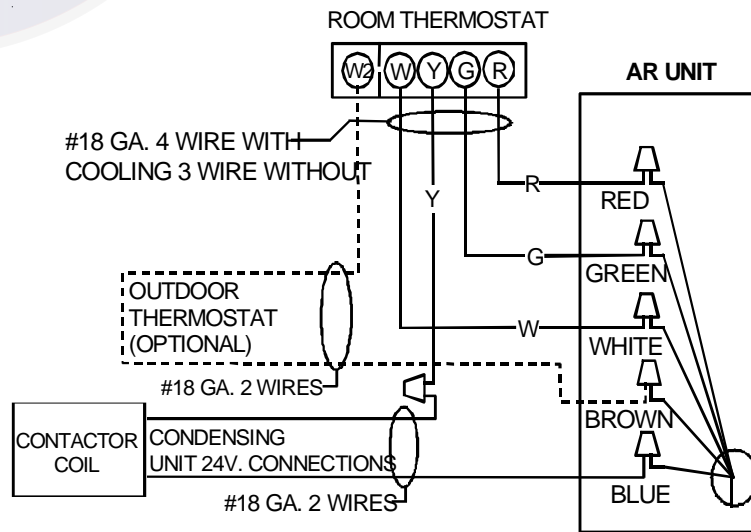 ROOM THERMOSTAT
W2 W Y G R
AR UNIT
#18 GA. 4 WIRE WITH
COOLING 3 WIRE WITHOUT
R
RED
Y
G
GREEN
OUTDOOR
THERMOSTAT
(OPTIONAL)
W
WHITE
#18 GA. 2 WIRES
BROWN
CONTACTOR
COIL
CONDENSING
UNIT 24V. CONNECTIONS
BLUE
#18 GA. 2 WIRES